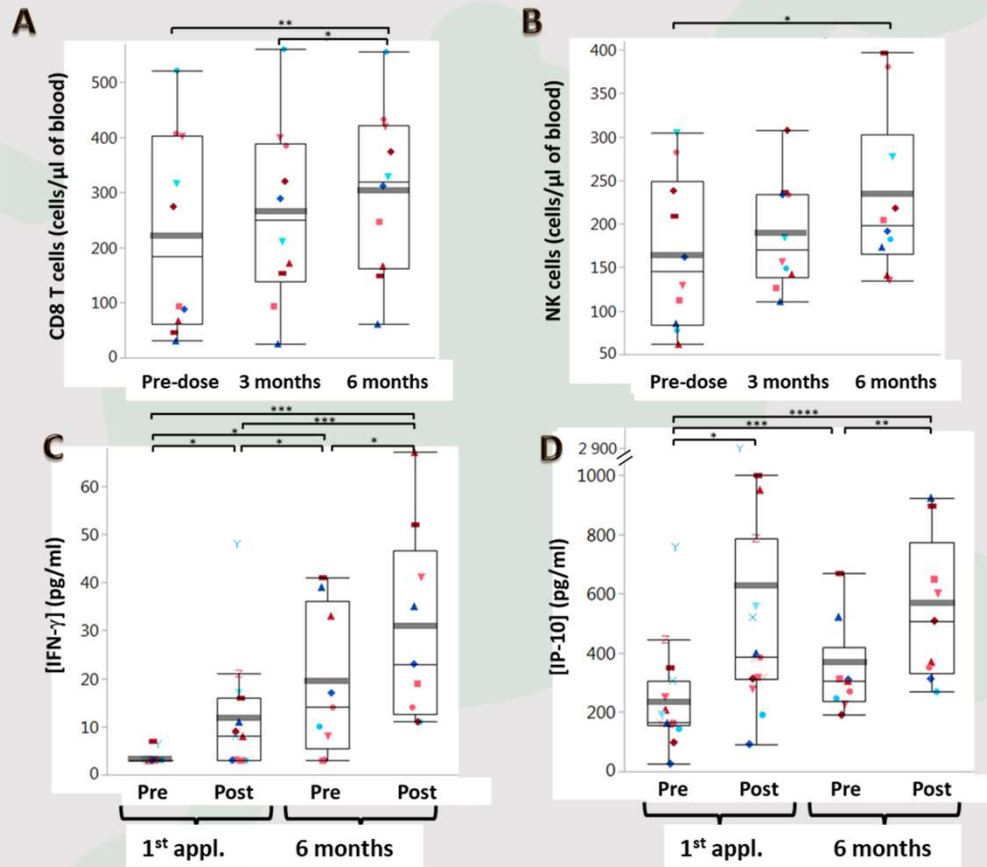 A
B
**
*
*
CD8 T cells (cells/µl of blood)
500
400
300
200
100
0
Pre-dose 3 months 6 months
NK cells (cells/µl of blood)
400
350
300
250
200
150
100
50
Pre-dose 3 months 6 months
C
D
***
***
*
* * *
[IFN-γ] (pg/ml)
60
50
40
30
20
10
0
Pre Post Pre Post
1st appl. 6 months
****
*** **
*
[IP-10] (pg/ml)
2 900
1000
800
600
400
200
0
Pre Post Pre Post
1st appl. 6 months